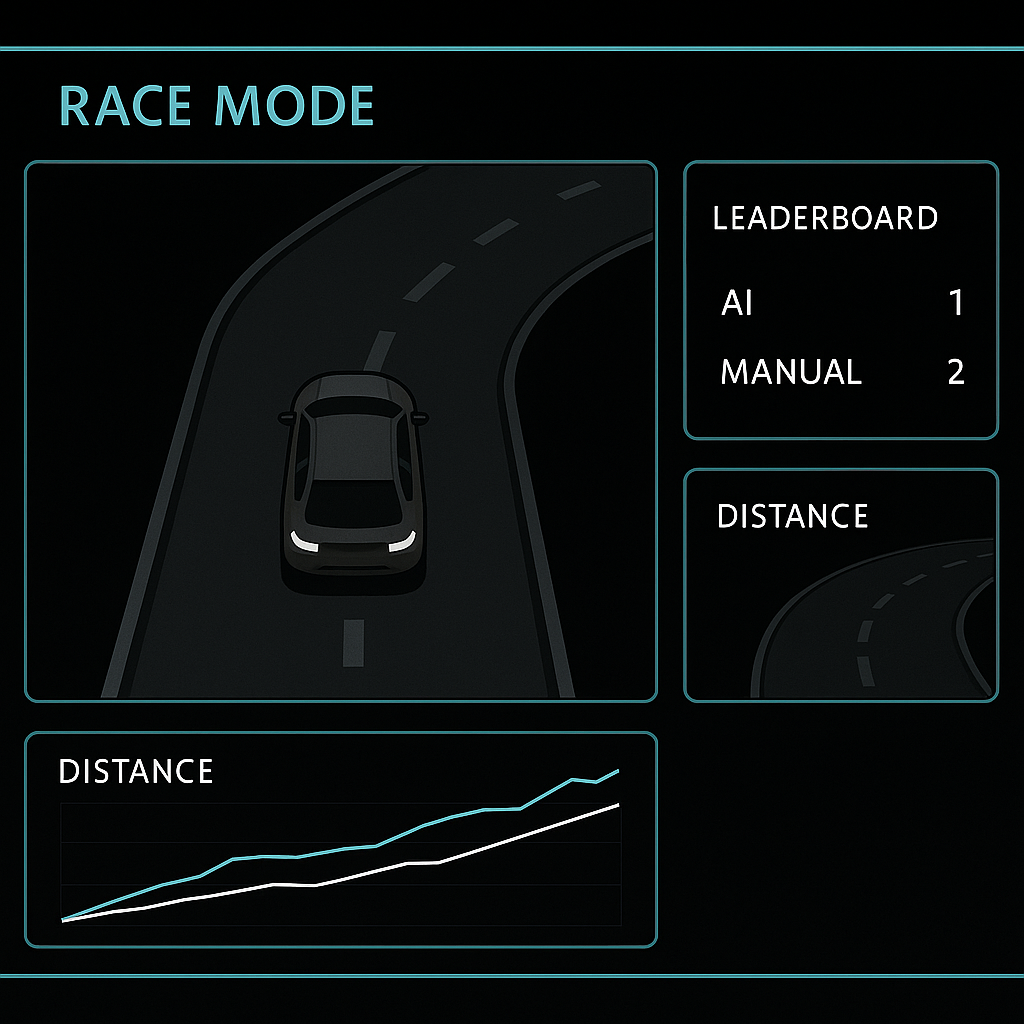 RACE MODE
LEADERBOARD
AI 1
MANUAL 2
DISTANCE
DISTANCE